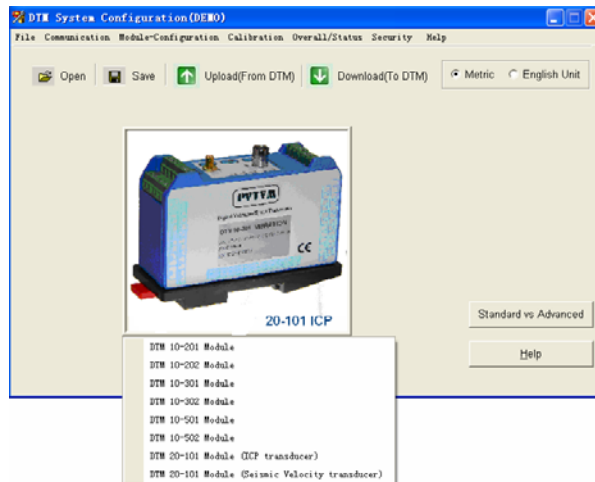 DTM System Configuration(DEMO)
File Communication Module-Configuration Calibration Overall/Status Security Help
Open Save Upload(From DTM) Download(To DTM) Metric English Unit
PVTVM
VIBRATION
CE
20-101 ICP
Standard vs Advanced
Help
DTM 10-201 Module
DTM 10-202 Module
DTM 10-301 Module
DTM 10-302 Module
DTM 10-501 Module
DTM 10-502 Module
DTM 20-101 Module (ICP transducer)
DTM 20-101 Module (Seismic Velocity transducer)